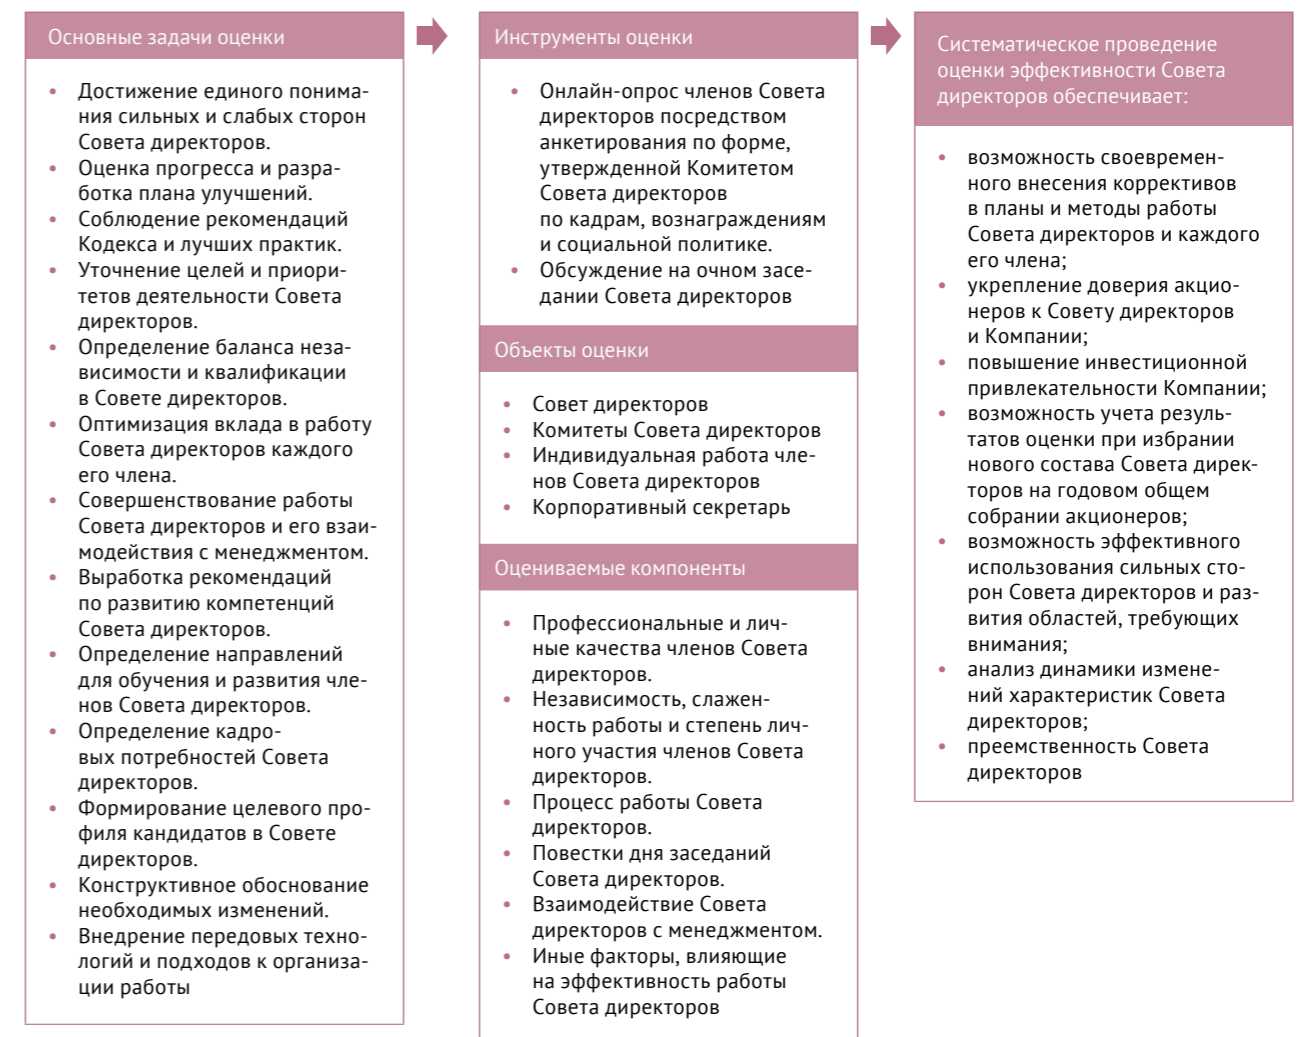 Основные задачи оценки
• Достижение единого понима-
ния сильных и слабых сторон
Совета директоров.
• Оценка прогресса и разра-
ботка плана улучшений.
• Соблюдение рекомендаций
Кодекса и лучших практик.
• Уточнение целей и приори-
тетов деятельности Совета
директоров.
• Определение баланса неза-
висимости и квалификации
в Совете директоров.
• Оптимизация вклада в работу
Совета директоров каждого
его члена.
• Совершенствование работы
Совета директоров и его взаи-
модействия с менеджментом.
• Выработка рекомендаций
по развитию компетенций
Совета директоров.
• Определение направлений
для обучения и развития чле-
нов Совета директоров.
• Определение кадро-
вых потребностей Совета
директоров.
• Формирование целевого про-
филя кандидатов в Совете
директоров.
• Конструктивное обоснование
необходимых изменений.
• Внедрение передовых техно-
логий и подходов к организа-
ции работы
Инструменты оценки
• Онлайн-опрос членов Совета
директоров посредством
анкетирования по форме,
утвержденной Комитетом
Совета директоров
по кадрам, вознаграждениям
и социальной политике.
• Обсуждение на очном засе-
дании Совета директоров
Объекты оценки
• Совет директоров
• Комитеты Совета директоров
• Индивидуальная работа чле-
нов Совета директоров
• Корпоративный секретарь
Оцениваемые компоненты
• Профессиональные и лич-
ные качества членов Совета
директоров.
• Независимость, слажен-
ность работы и степень лич-
ного участия членов Совета
директоров.
• Процесс работы Совета
директоров.
• Повестки дня заседаний
Совета директоров.
• Взаимодействие Совета
директоров с менеджментом.
• Иные факторы, влияющие
на эффективность работы
Совета директоров
Систематическое проведение
оценки эффективности Совета
директоров обеспечивает:
• возможность своевремен-
ного внесения коррективов
в планы и методы работы
Совета директоров и каждого
его члена;
• укрепление доверия акцио-
неров к Совету директоров
и Компании;
• повышение инвестиционной
привлекательности Компании;
• возможность учета резуль-
татов оценки при избрании
нового состава Совета дирек-
торов на годовом общем
собрании акционеров;
• возможность эффективного
использования сильных сто-
рон Совета директоров и раз-
вития областей, требующих
внимания;
• анализ динамики измене-
ний характеристик Совета
директоров;
• преемственность Совета
директоров